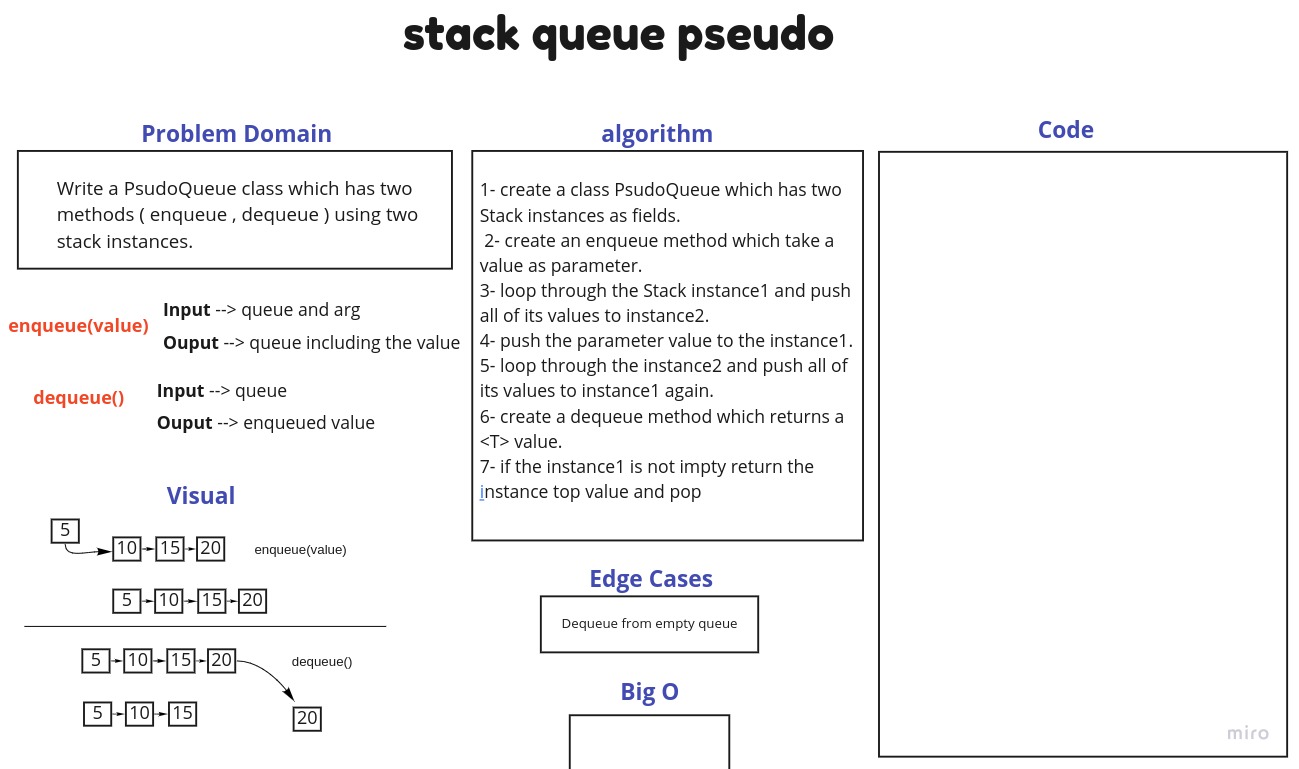 stack queue pseudo
Problem Domain
Write a PsudoQueue class which has two
methods ( enqueue , dequeue ) using two
stack instances.
enqueue(value)
Input --> queue and arg
Ouput --> queue including the value
dequeue()
Input --> queue
Ouput --> enqueued value
Visual
5
10 15 20 enqueue(value)
5 10 15 20
5 10 15 20 dequeue()
5 10 15 20
algorithm
1- create a class PsudoQueue which has two
Stack instances as fields.
2- create an enqueue method which take a
value as parameter.
3- loop through the Stack instance1 and push
all of its values to instance2.
4- push the parameter value to the instance1.
5- loop through the instance2 and push all of
its values to instance1 again.
6- create a dequeue method which returns a
<T> value.
7- if the instance1 is not impty return the
instance top value and pop
Edge Cases
Dequeue from empty queue
Big O
Code
miro